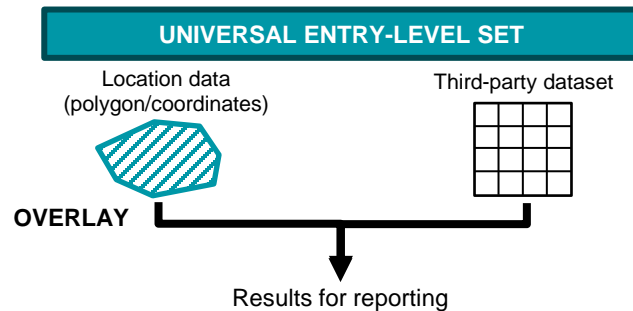 UNIVERSAL ENTRY-LEVEL SET
Location data
(polygon/coordinates)
Third-party dataset
OVERLAY
Results for reporting